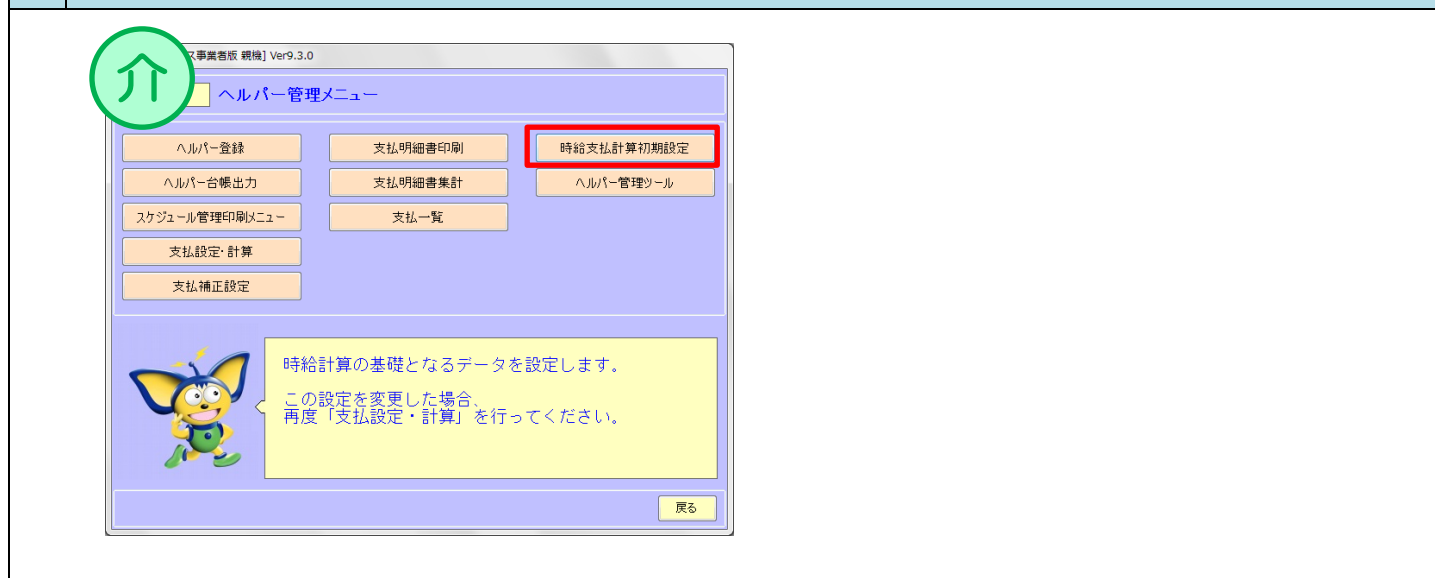 介
ス事業者版 親機] Ver9.3.0
ヘルパー管理メニュー
ヘルパー登録
支払明細書印刷
時給支払計算初期設定
ヘルパー台帳出力
支払明細書集計
ヘルパー管理ツール
スケジュール管理印刷メニュー
支払一覧
支払設定・計算
支払補正設定
時給計算の基礎となるデータを設定します。
この設定を変更した場合、
再度「支払設定・計算」を行ってください。
戻る